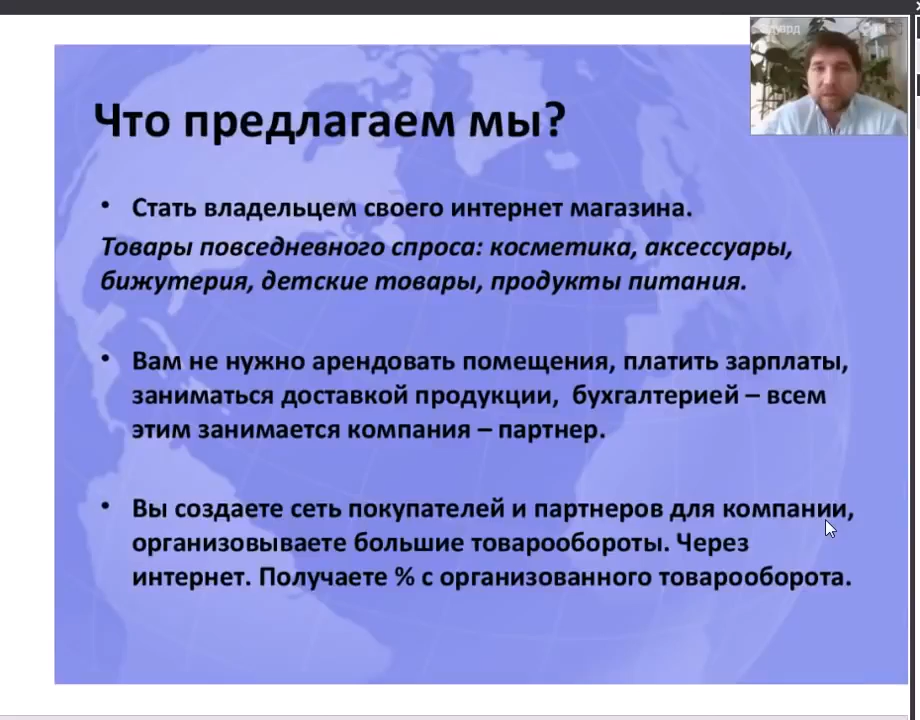 Что предлагаем мы?
• Стать владельцем своего интернет магазина.
Товары повседневного спроса: косметика, аксессуары,
бижутерия, детские товары, продукты питания.
• Вам не нужно арендовать помещения, платить зарплаты,
заниматься доставкой продукции, бухгалтерией – всем
этим занимается компания – партнер.
• Вы создаете сеть покупателей и партнеров для компании,
организовываете большие товарообороты. Через
интернет. Получаете % с организованного товарооборота.